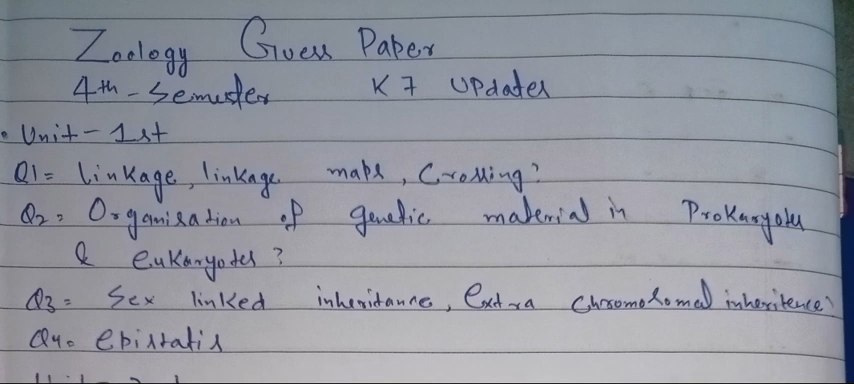 Zoology Guess Paper
4th-Semester K7 Updates
• Unit-1st
Q1= linkage, linkage maps, Crossing?
Q2= Organisation of genetic material in Prokaryotes
& eukaryotes?
Q3= Sex linked inheritance, extra chromosomal inheritence?
Q4= epistatis